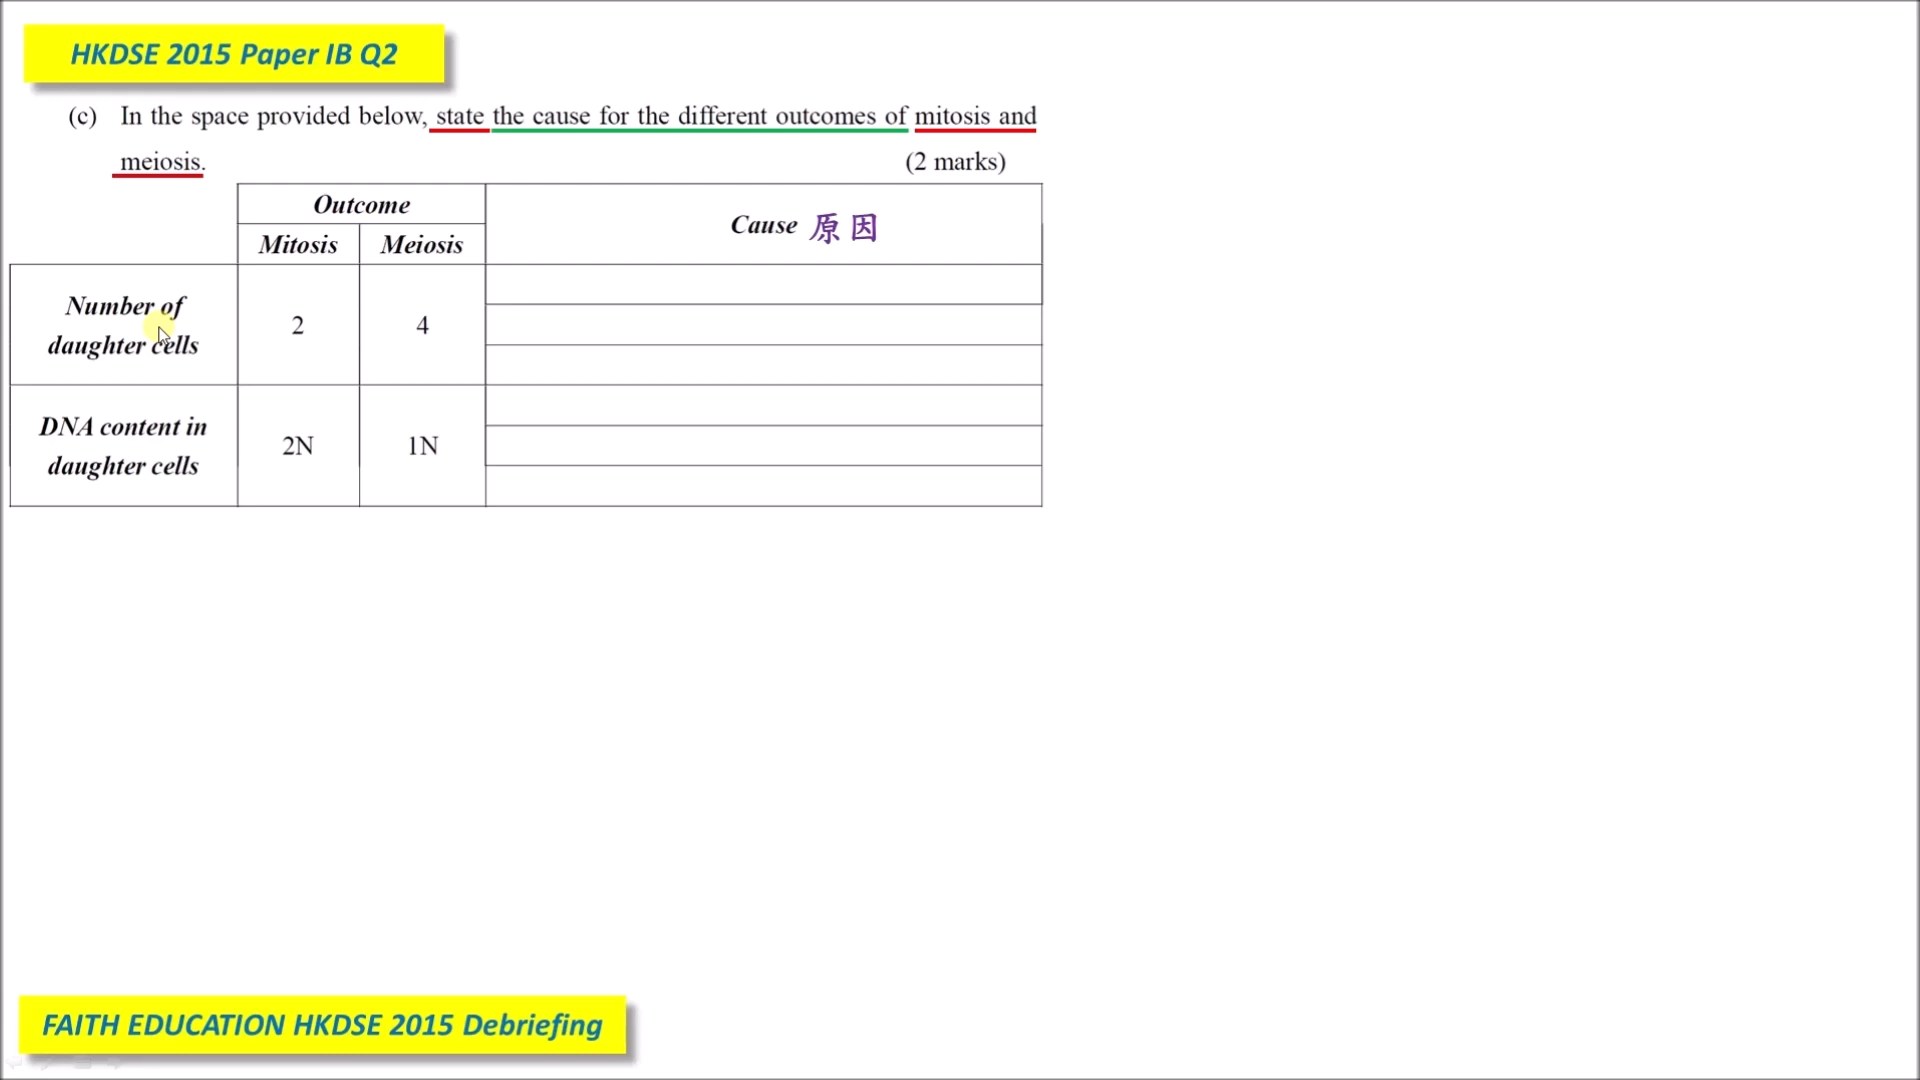 HKDSE 2015 Paper IB Q2
(c) In the space provided below, state the cause for the different outcomes of mitosis and
meiosis. (2 marks)
Outcome
Cause 原因
Mitosis Meiosis
Number of
daughter cells
2 4
DNA content in
daughter cells
2N 1N
FAITH EDUCATION HKDSE 2015 Debriefing